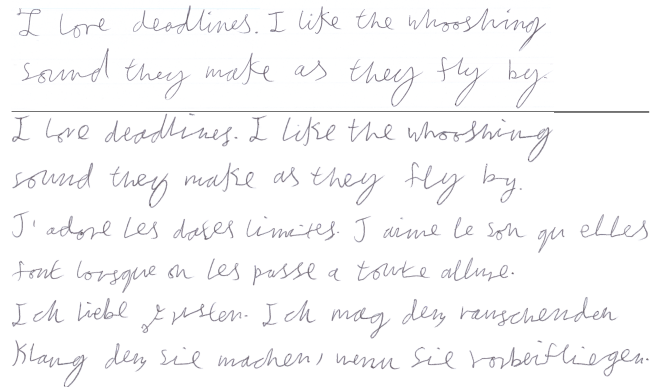 I love deadlines. I like the whooshing
sound they make as they fly by.
I love deadlines. I like the whooshing
sound they make as they fly by.
J'adore les dates limites. J aime le son qu elles
font lorsque on les passe a toute allure.
Ich liebe Fristen. Ich mag den rauschenden
Klang den sie machen, wenn sie vorbeifliegen.